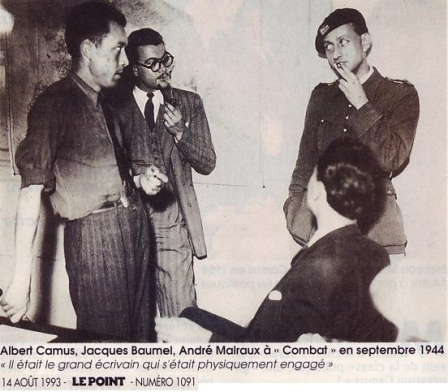 Albert Camus, Jacques Baumel, André Malraux à « Combat » en septembre 1944
« Il était le grand écrivain qui s'était physiquement engagé »
14 AOÛT 1993 - LE POINT - NUMÉRO 1091